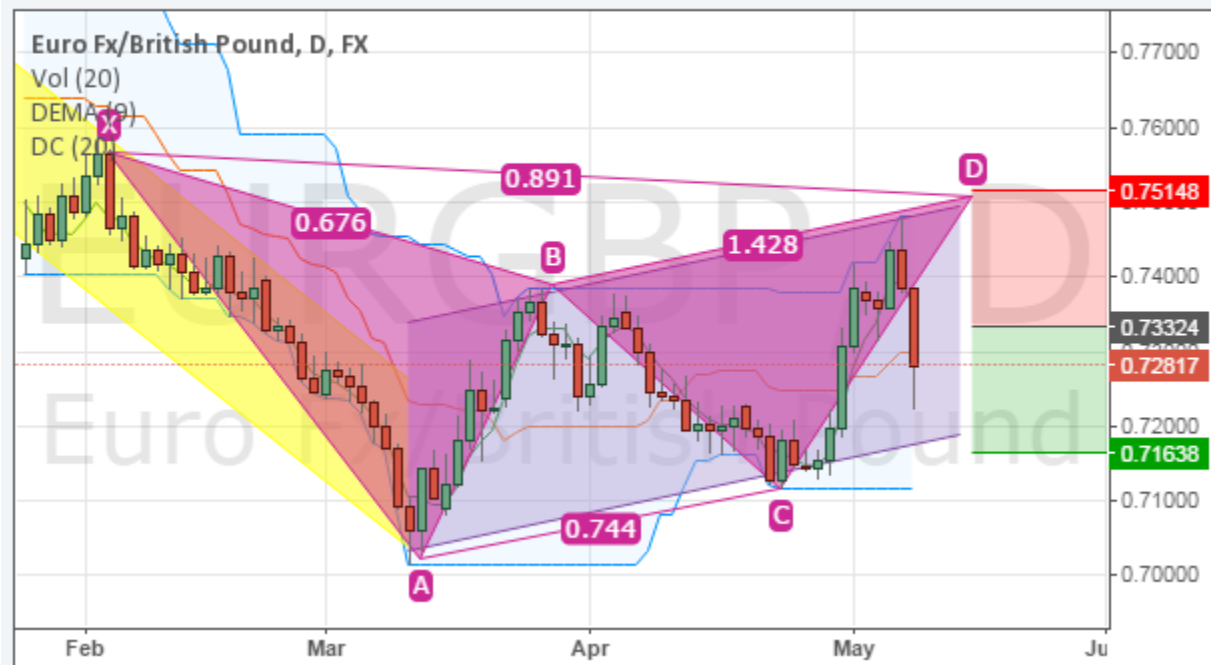 Euro Fx/British Pound, D, FX
Vol (20)
DEMA (9)
DC (20)
EURGBP D
Euro Fx/British Pound
X
0.891
D
0.676
1.428
B
0.744
C
A
0.77000
0.76000
0.75148
0.74000
0.73324
0.72817
0.72000
0.71638
0.71000
0.70000
Feb
Mar
Apr
May